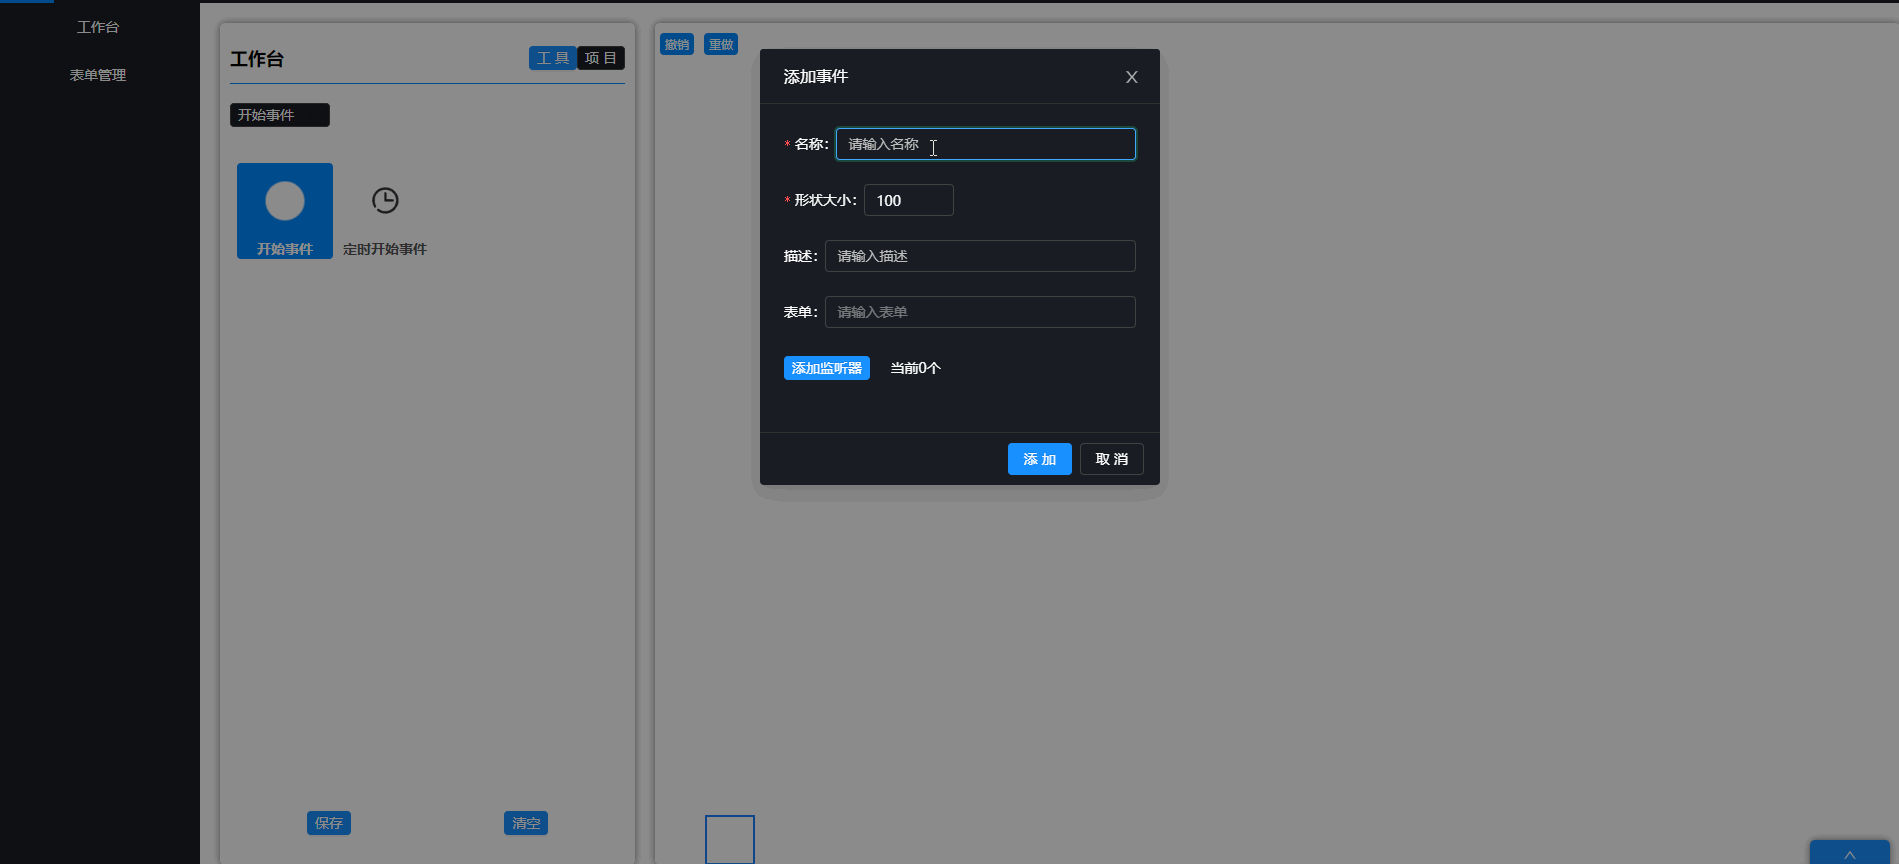 工作台
表单管理
工作台
工具 项目
开始事件
开始事件 定时开始事件
保存 清空
撤销 重做
添加事件 X
* 名称： 请输入名称
* 形状大小： 100
描述： 请输入描述
表单： 请输入表单
添加监听器 当前0个
添加 取消